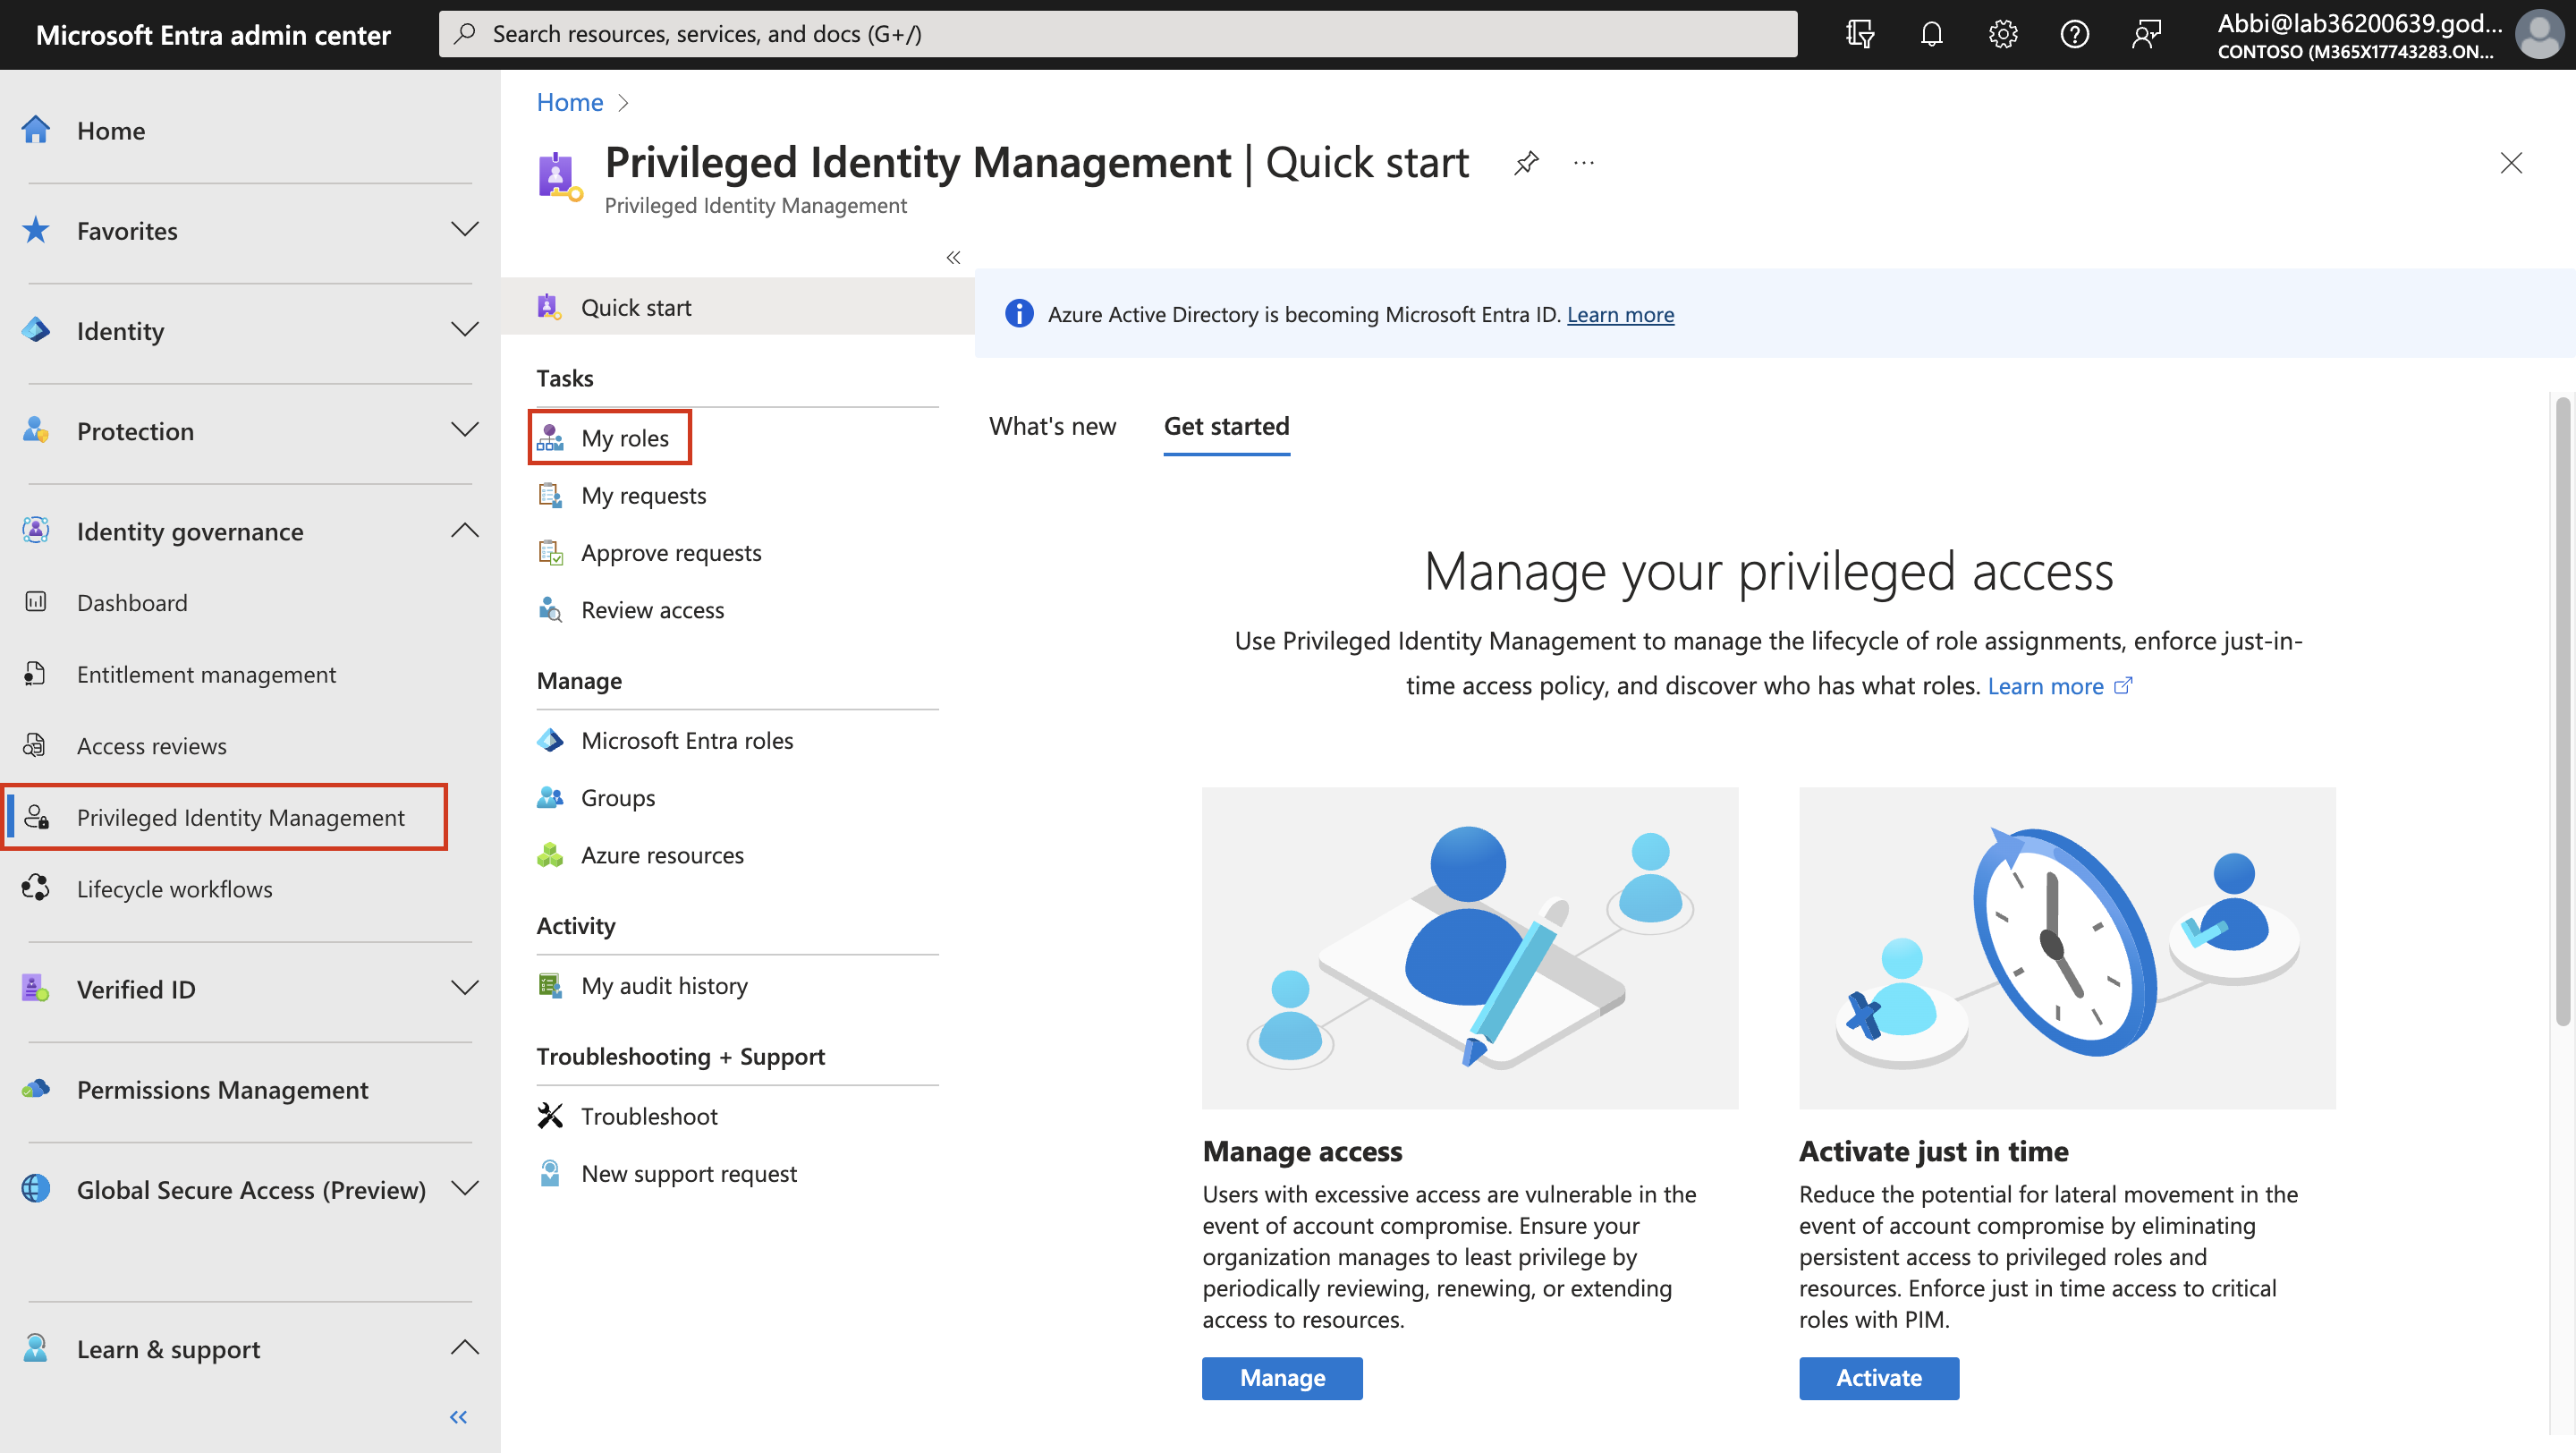 Microsoft Entra admin center
Search resources, services, and docs (G+/)
Abbi@lab36200639.god...
CONTOSO (M365X17743283.ON...
Home
Favorites
Identity
Protection
Identity governance
Dashboard
Entitlement management
Access reviews
Privileged Identity Management
Lifecycle workflows
Verified ID
Permissions Management
Global Secure Access (Preview)
Learn & support
Home
Privileged Identity Management | Quick start
Privileged Identity Management
Quick start
Tasks
My roles
My requests
Approve requests
Review access
Manage
Microsoft Entra roles
Groups
Azure resources
Activity
My audit history
Troubleshooting + Support
Troubleshoot
New support request
Azure Active Directory is becoming Microsoft Entra ID. Learn more
What's new
Get started
Manage your privileged access
Use Privileged Identity Management to manage the lifecycle of role assignments, enforce just-in-
time access policy, and discover who has what roles. Learn more
Manage access
Users with excessive access are vulnerable in the
event of account compromise. Ensure your
organization manages to least privilege by
periodically reviewing, renewing, or extending
access to resources.
Manage
Activate just in time
Reduce the potential for lateral movement in the
event of account compromise by eliminating
persistent access to privileged roles and
resources. Enforce just in time access to critical
roles with PIM.
Activate